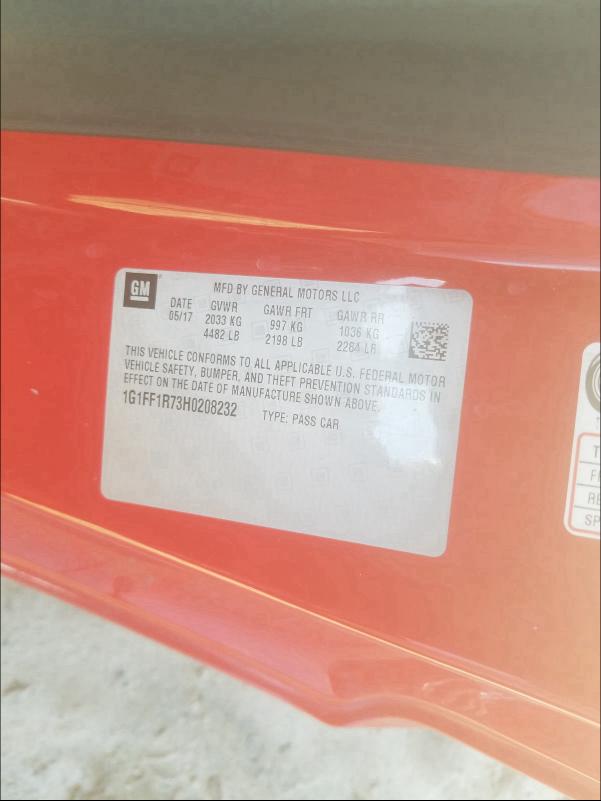 GM
MFD BY GENERAL MOTORS LLC
DATE GVWR GAWR FRT GAWR RR
05/17 2033 KG 997 KG 1036 KG
4482 LB 2198 LB 2284 LB
THIS VEHICLE CONFORMS TO ALL APPLICABLE U.S. FEDERAL MOTOR
VEHICLE SAFETY, BUMPER, AND THEFT PREVENTION STANDARDS IN
EFFECT ON THE DATE OF MANUFACTURE SHOWN ABOVE.
1G1FF1R73H0208232 TYPE: PASS CAR